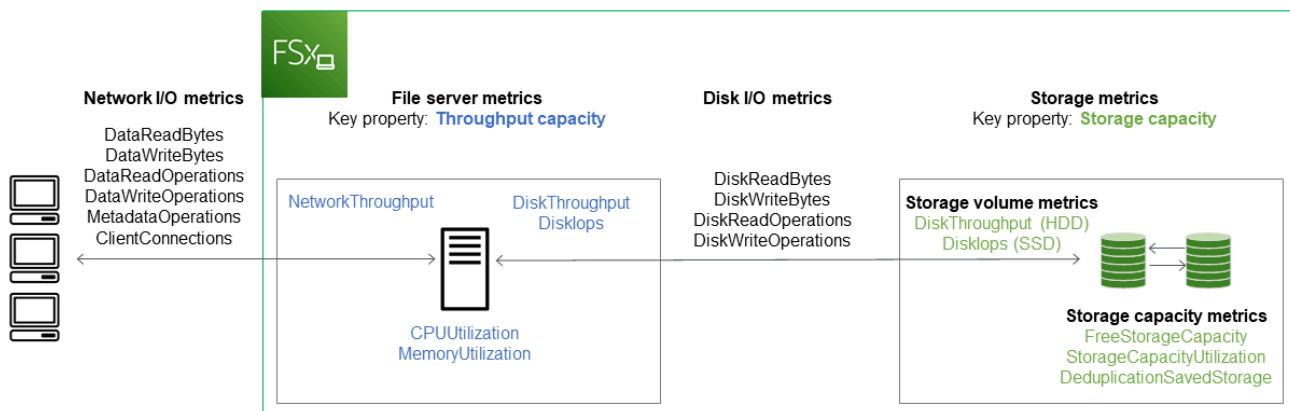 FSx
Network I/O metrics
DataReadBytes
DataWriteBytes
DataReadOperations
DataWriteOperations
MetadataOperations
ClientConnections
File server metrics
Key property: Throughput capacity
NetworkThroughput
DiskThroughput
DiskIops
CPUUtilization
MemoryUtilization
Disk I/O metrics
DiskReadBytes
DiskWriteBytes
DiskReadOperations
DiskWriteOperations
Storage metrics
Key property: Storage capacity
Storage volume metrics
DiskThroughput (HDD)
DiskIops (SSD)
Storage capacity metrics
FreeStorageCapacity
StorageCapacityUtilization
DeduplicationSavedStorage